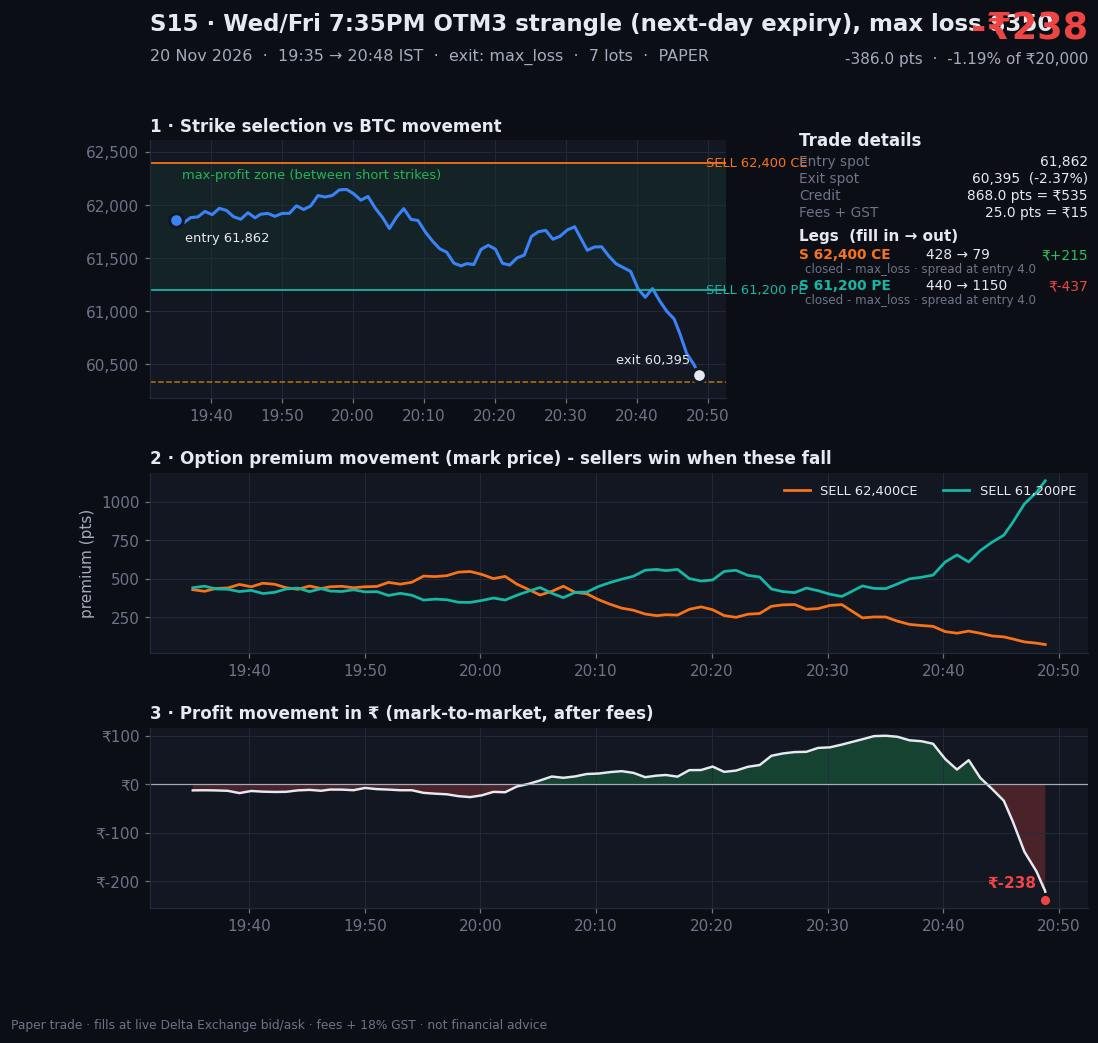 S15 · Wed/Fri 7:35PM OTM3 strangle (next-day expiry), max loss $350
-₹238
20 Nov 2026 · 19:35 → 20:48 IST · exit: max_loss · 7 lots · PAPER
-386.0 pts · -1.19% of ₹20,000
1 · Strike selection vs BTC movement
62,500
62,000
61,500
61,000
60,500
SELL 62,400 CE
max-profit zone (between short strikes)
entry 61,862
SELL 61,200 PE
exit 60,395
19:40 19:50 20:00 20:10 20:20 20:30 20:40 20:50
Trade details
Entry spot 61,862
Exit spot 60,395 (-2.37%)
Credit 868.0 pts = ₹535
Fees + GST 25.0 pts = ₹15
Legs (fill in → out)
S 62,400 CE 428 → 79 ₹+215
closed - max_loss · spread at entry 4.0
S 61,200 PE 440 → 1150 ₹-437
closed - max_loss · spread at entry 4.0
2 · Option premium movement (mark price) - sellers win when these fall
premium (pts)
1000
750
500
250
SELL 62,400CE SELL 61,200PE
19:40 19:50 20:00 20:10 20:20 20:30 20:40 20:50
3 · Profit movement in ₹ (mark-to-market, after fees)
₹100
₹0
₹-100
₹-200
₹-238
19:40 19:50 20:00 20:10 20:20 20:30 20:40 20:50
Paper trade · fills at live Delta Exchange bid/ask · fees + 18% GST · not financial advice